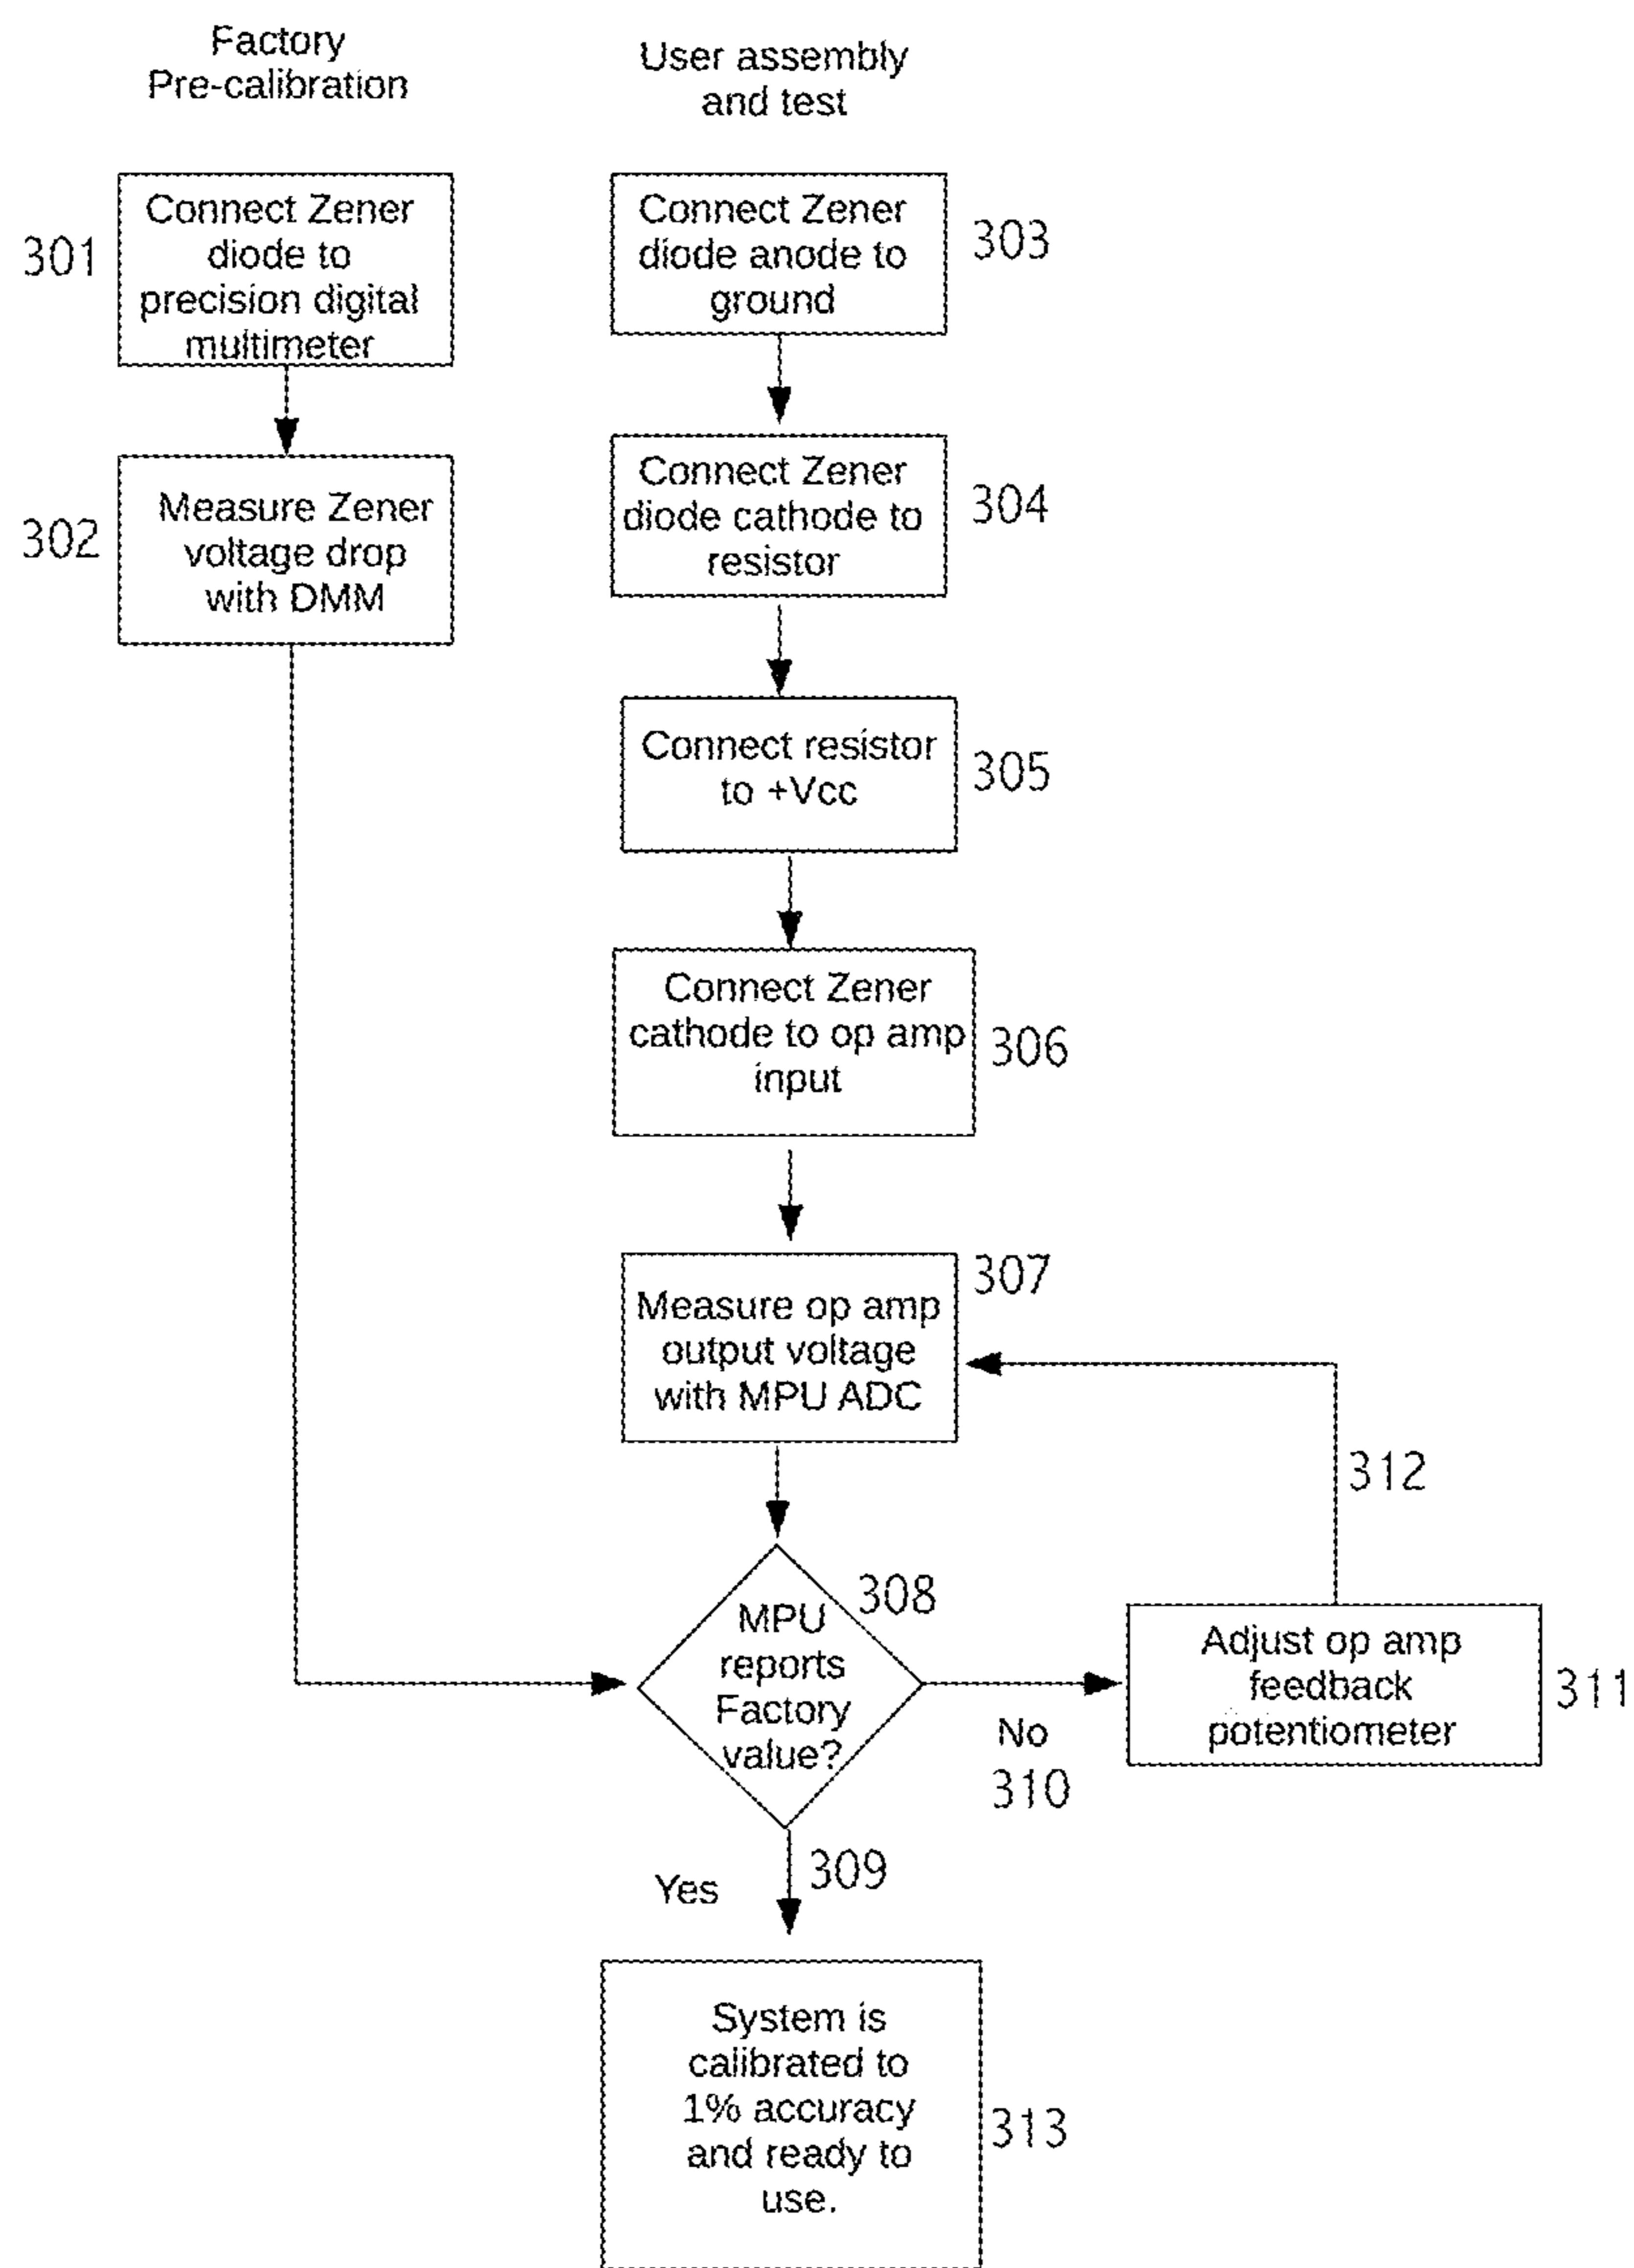 Factory
Pre-calibration
User assembly
and test
301
Connect Zener
diode to
precision digital
multimeter
302
Measure Zener
voltage drop
with DMM
Connect Zener
diode anode to
ground
303
Connect Zener
diode cathode to
resistor
304
Connect resistor
to +Vcc
305
Connect Zener
cathode to op amp
input
306
307
Measure op amp
output voltage
with MPU ADC
312
308
MPU
reports
Factory
value?
No
310
Adjust op amp
feedback
potentiometer
311
Yes
309
System is
calibrated to
1% accuracy
and ready to
use.
313